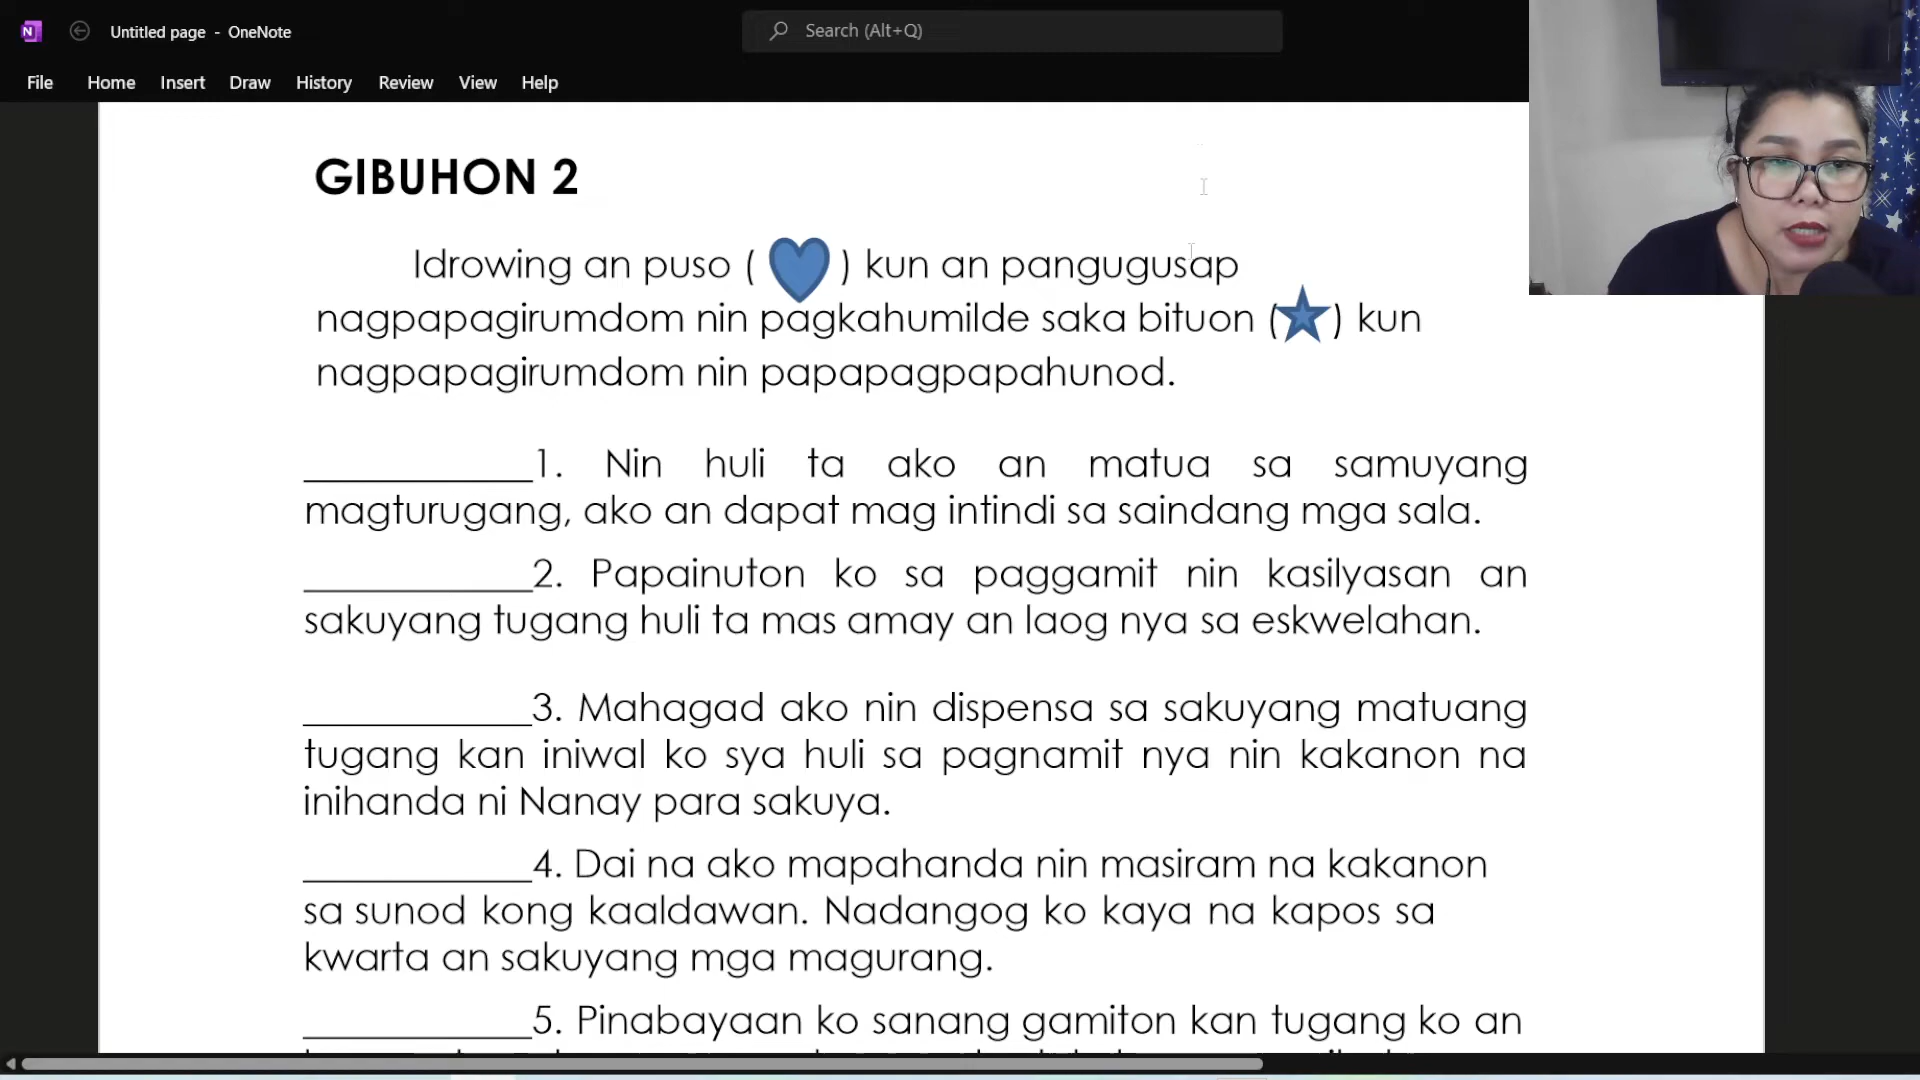 Untitled page - OneNote
Search (Alt+Q)
File Home Insert Draw History Review View Help
GIBUHON 2
Idrowing an puso ( ) kun an pangugusap
nagpapagirumdom nin pagkahumilde saka bituon ( ) kun
nagpapagirumdom nin papapagpapahunod.
___________1. Nin huli ta ako an matua sa samuyang
magturugang, ako an dapat mag intindi sa saindang mga sala.
___________2. Papainuton ko sa paggamit nin kasilyasan an
sakuyang tugang huli ta mas amay an laog nya sa eskwelahan.
___________3. Mahagad ako nin dispensa sa sakuyang matuang
tugang kan iniwal ko sya huli sa pagnamit nya nin kakanon na
inihanda ni Nanay para sakuya.
___________4. Dai na ako mapahanda nin masiram na kakanon
sa sunod kong kaaldawan. Nadangog ko kaya na kapos sa
kwarta an sakuyang mga magurang.
___________5. Pinabayaan ko sanang gamiton kan tugang ko an